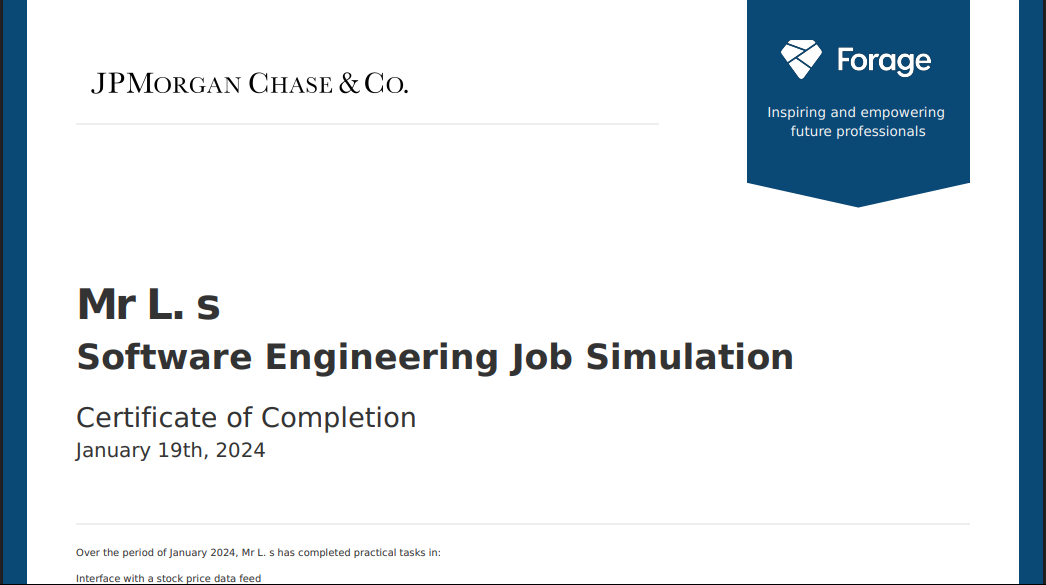 JPMORGAN CHASE & CO.
Forage
Inspiring and empowering
future professionals
Mr L. s
Software Engineering Job Simulation
Certificate of Completion
January 19th, 2024
Over the period of January 2024, Mr L. s has completed practical tasks in:
Interface with a stock price data feed